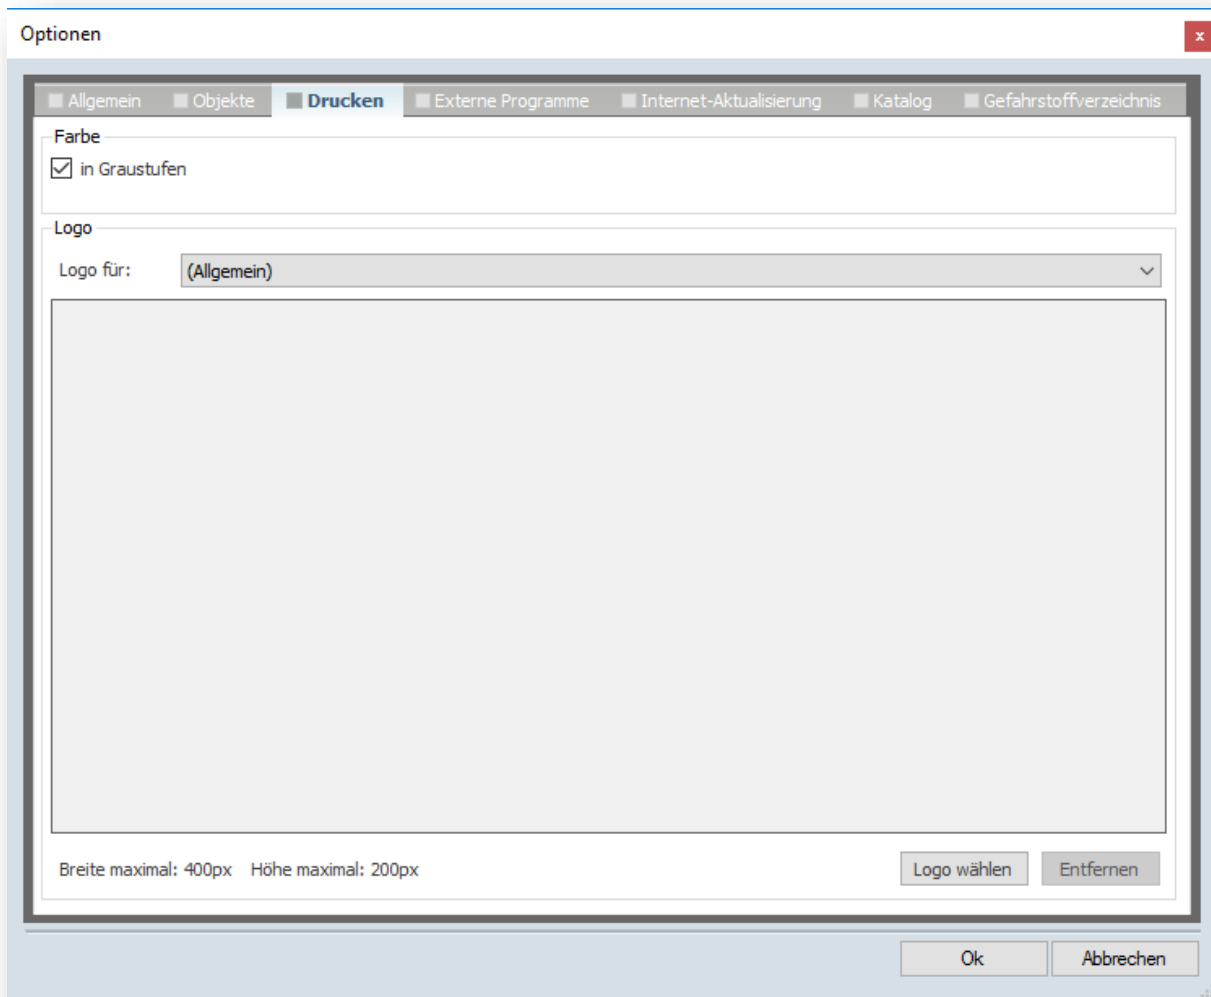 Optionen
x
Allgemein Objekte Drucken Externe Programme Internet-Aktualisierung Katalog Gefahrstoffverzeichnis
Farbe
in Graustufen
Logo
Logo für: (Allgemein)
Breite maximal: 400px Höhe maximal: 200px Logo wählen Entfernen
Ok Abbrechen